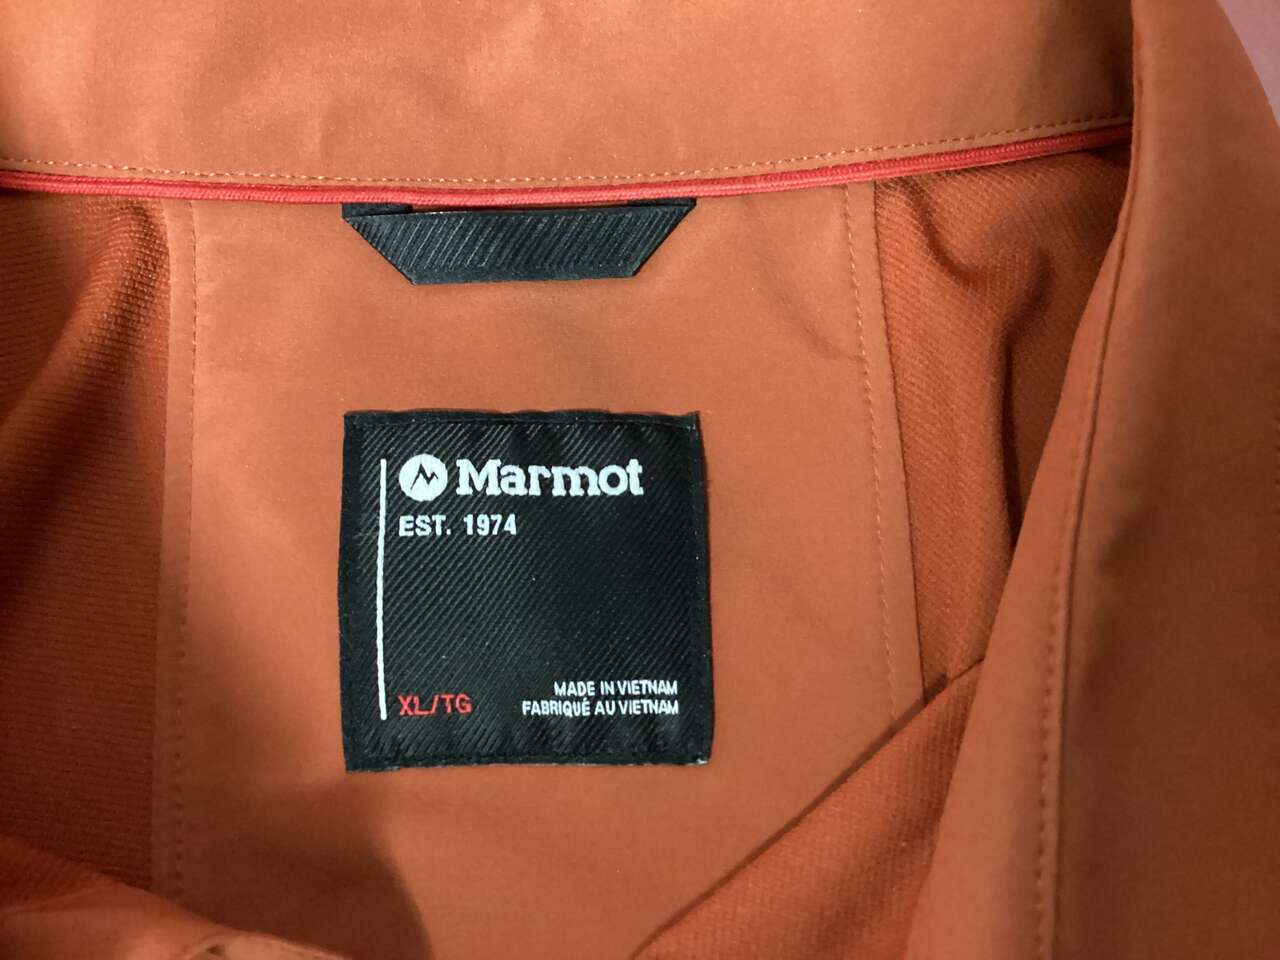 Marmot
EST. 1974
XL/TG
MADE IN VIETNAM
FABRIQUÉ AU VIETNAM